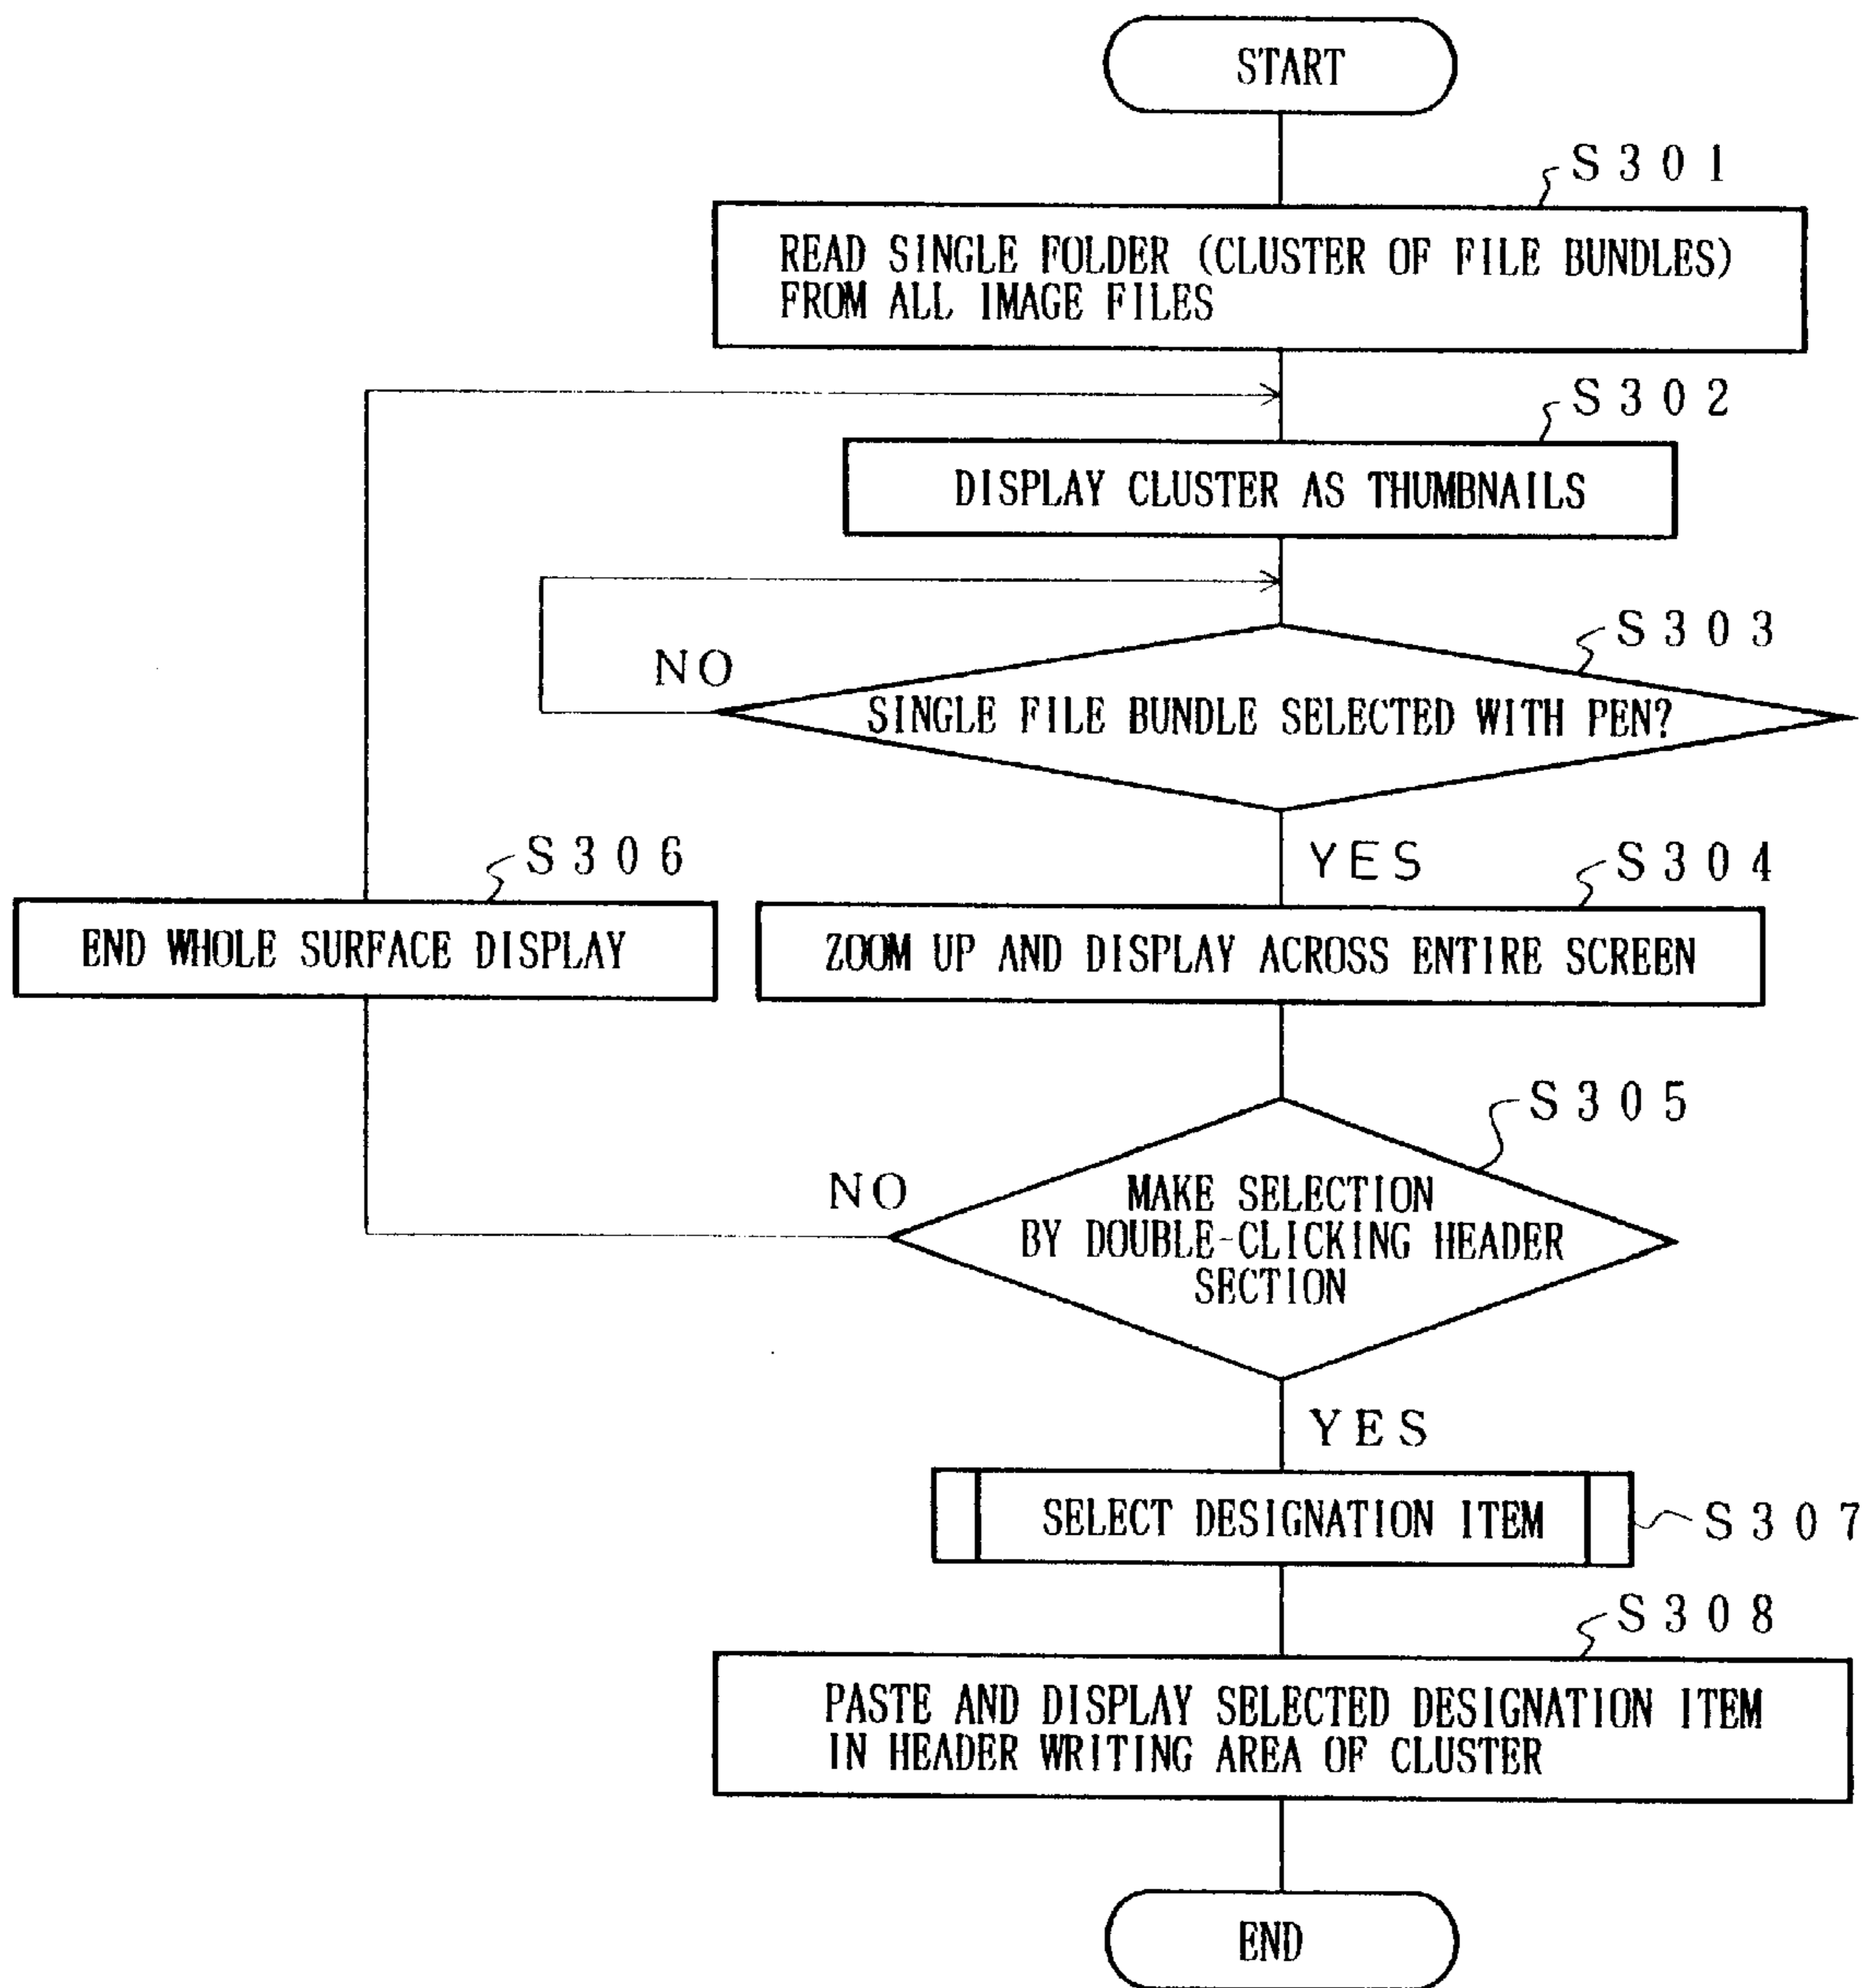 START
S301
READ SINGLE FOLDER (CLUSTER OF FILE BUNDLES)
FROM ALL IMAGE FILES
S302
DISPLAY CLUSTER AS THUMBNAILS
S303
NO
SINGLE FILE BUNDLE SELECTED WITH PEN?
YES
S306
S304
END WHOLE SURFACE DISPLAY
ZOOM UP AND DISPLAY ACROSS ENTIRE SCREEN
S305
NO
MAKE SELECTION
BY DOUBLE-CLICKING HEADER
SECTION
YES
SELECT DESIGNATION ITEM
S307
S308
PASTE AND DISPLAY SELECTED DESIGNATION ITEM
IN HEADER WRITING AREA OF CLUSTER
END